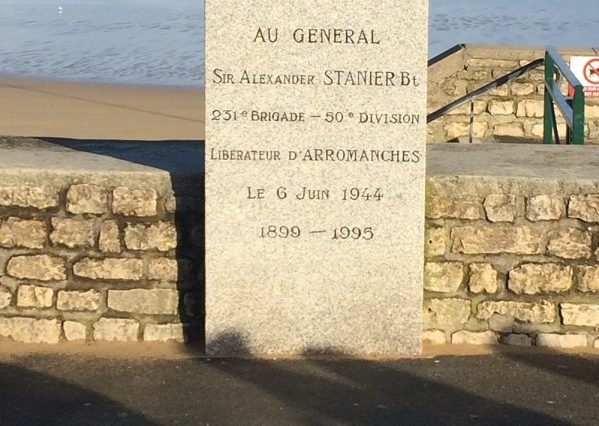 AU GENERAL
SIR ALEXANDER STANIER Bt
231e BRIGADE — 50e DIVISION
LIBERATEUR D'ARROMANCHES
LE 6 JUIN 1944
1899 — 1995